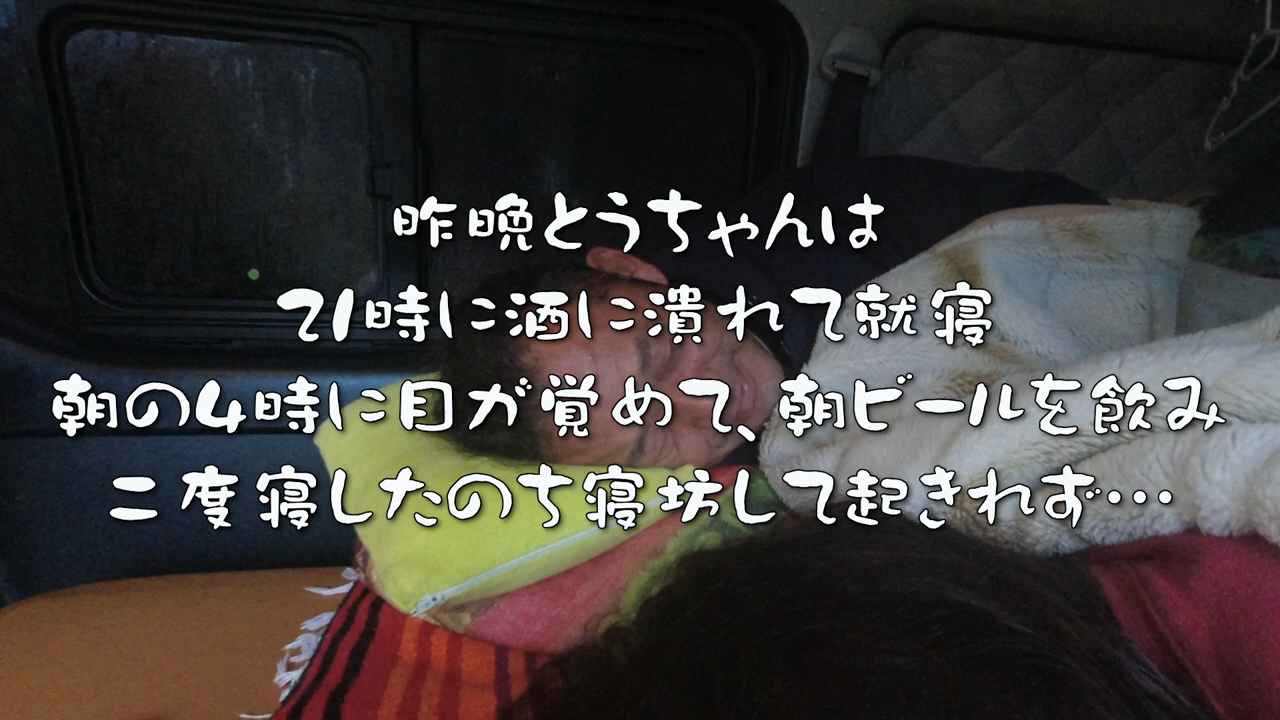 昨晩とうちゃんは
21時に酒に潰れて就寝
朝の4時に目が覚めて、朝ビールを飲み
二度寝したのち寝坊して起きれず…